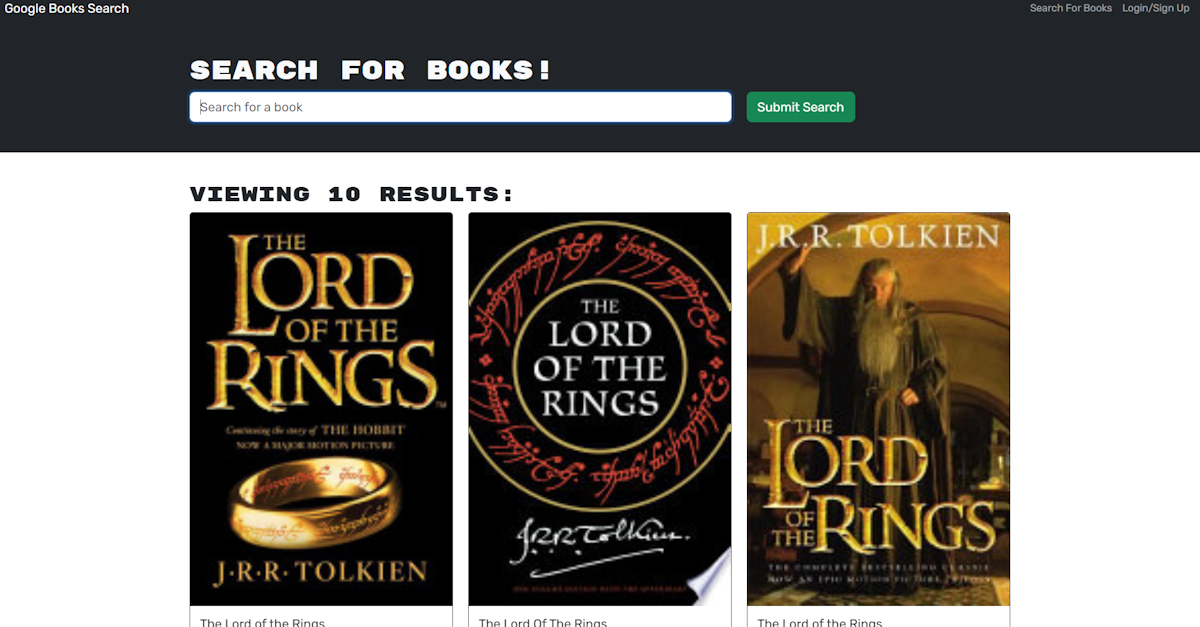 Google Books Search
Search For Books
Login/Sign Up
SEARCH FOR BOOKS!
Search for a book
Submit Search
VIEWING 10 RESULTS:
THE
LORD
OF THE
RINGS
Continuing the story of THE HOBBIT
NOW A MAJOR MOTION PICTURE
J·R·R·TOLKIEN
The Lord of the Rings
THE
LORD
OF THE
RINGS
J.R.R. Tolkien.
The Lord Of The Rings
J.R.R. TOLKIEN
THE
LORD
OF
THE RINGS
THE COMPLETE BESTSELLING CLASSIC
NOW AN EPIC MOTION PICTURE TRILOGY
The Lord of the Rings